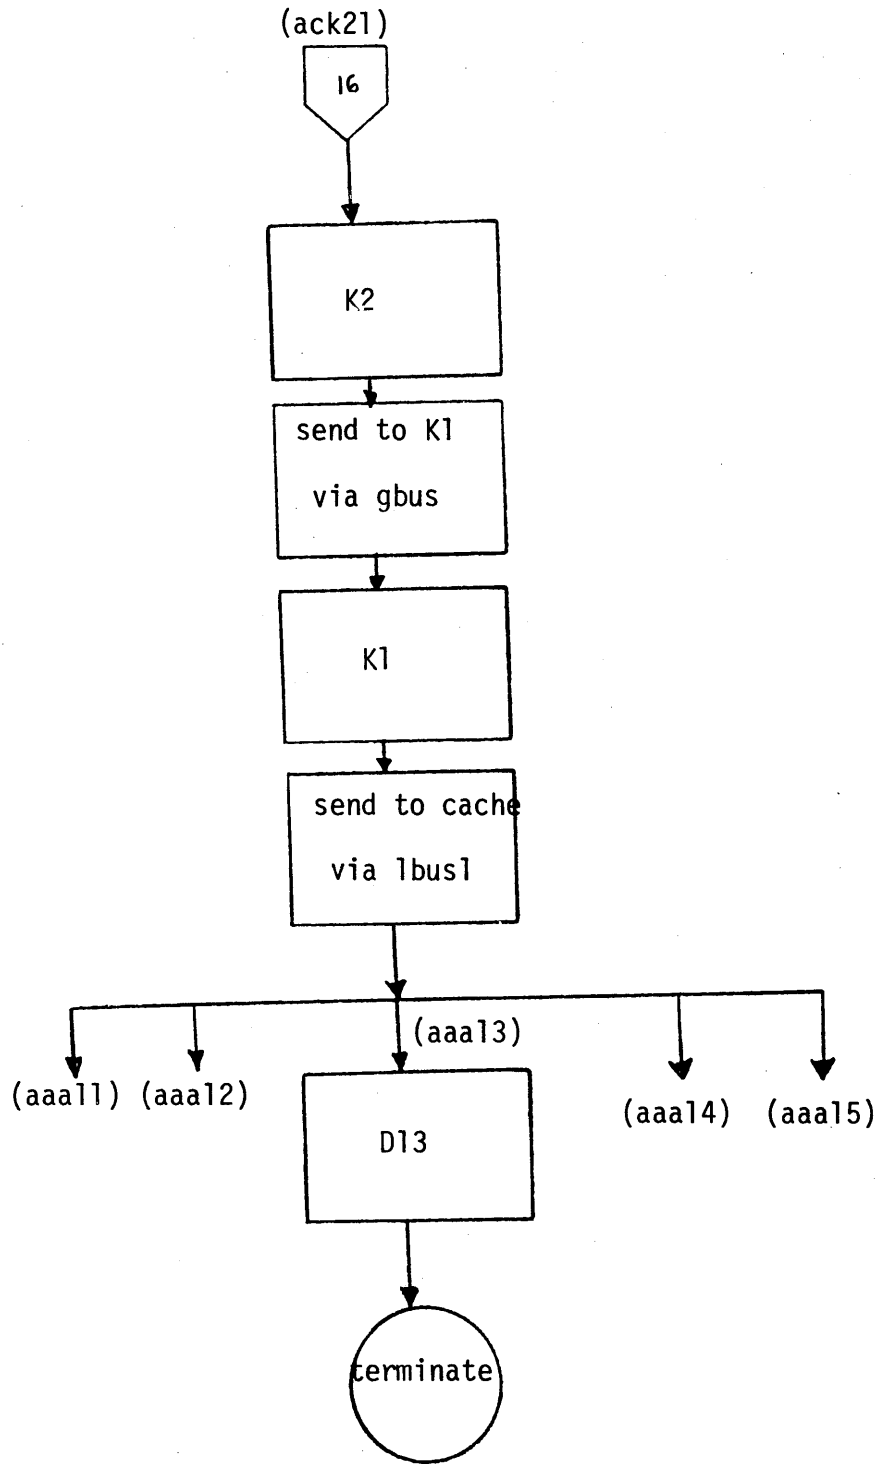 (ack21)
16
K2
send to K1
via gbus
K1
send to cache
via lbus1
(aaa13)
(aaa11) (aaa12)
(aaa14) (aaa15)
D13
terminate